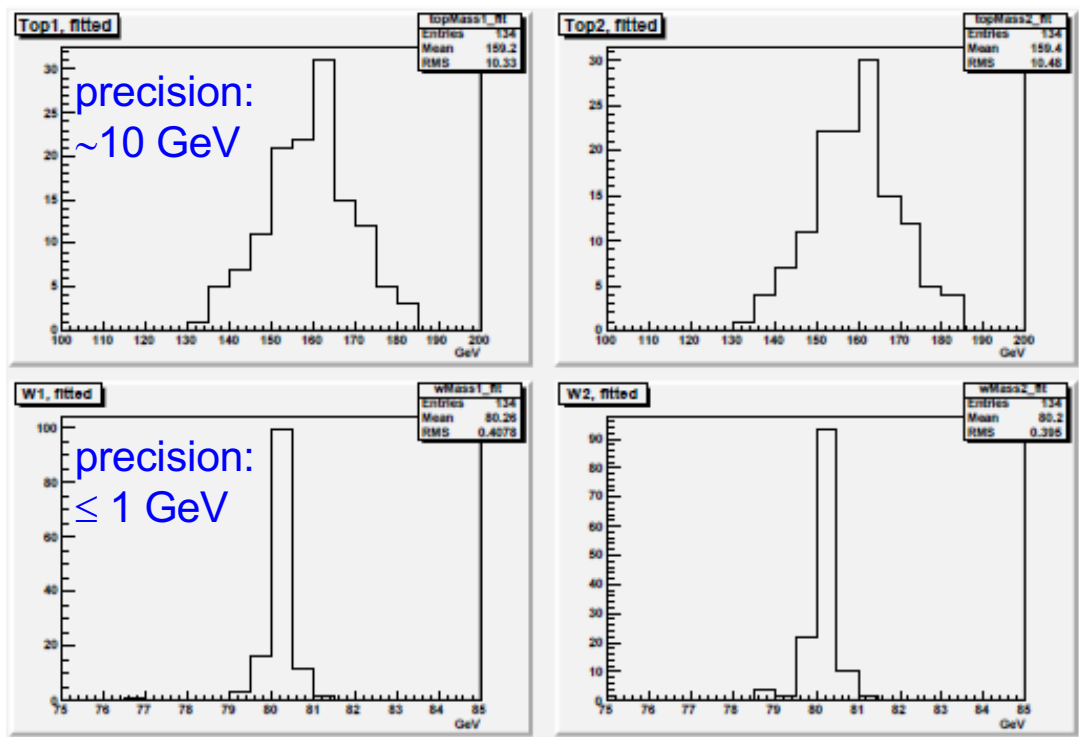 Top1, fitted
topMass1_fit
Entries 134
Mean 159.2
RMS 10.33
precision:
~10 GeV
30
25
20
15
10
5
0
100 110 120 130 140 150 160 170 180 190 200
GeV
Top2, fitted
topMass2_fit
Entries 134
Mean 159.4
RMS 10.48
30
25
20
15
10
5
0
100 110 120 130 140 150 160 170 180 190 200
GeV
W1, fitted
wMass1_fit
Entries 134
Mean 80.26
RMS 0.4078
precision:
≤ 1 GeV
100
80
60
40
20
0
75 76 77 78 79 80 81 82 83 84 85
GeV
W2, fitted
wMass2_fit
Entries 134
Mean 80.2
RMS 0.395
90
80
70
60
50
40
30
20
10
0
75 76 77 78 79 80 81 82 83 84 85
GeV